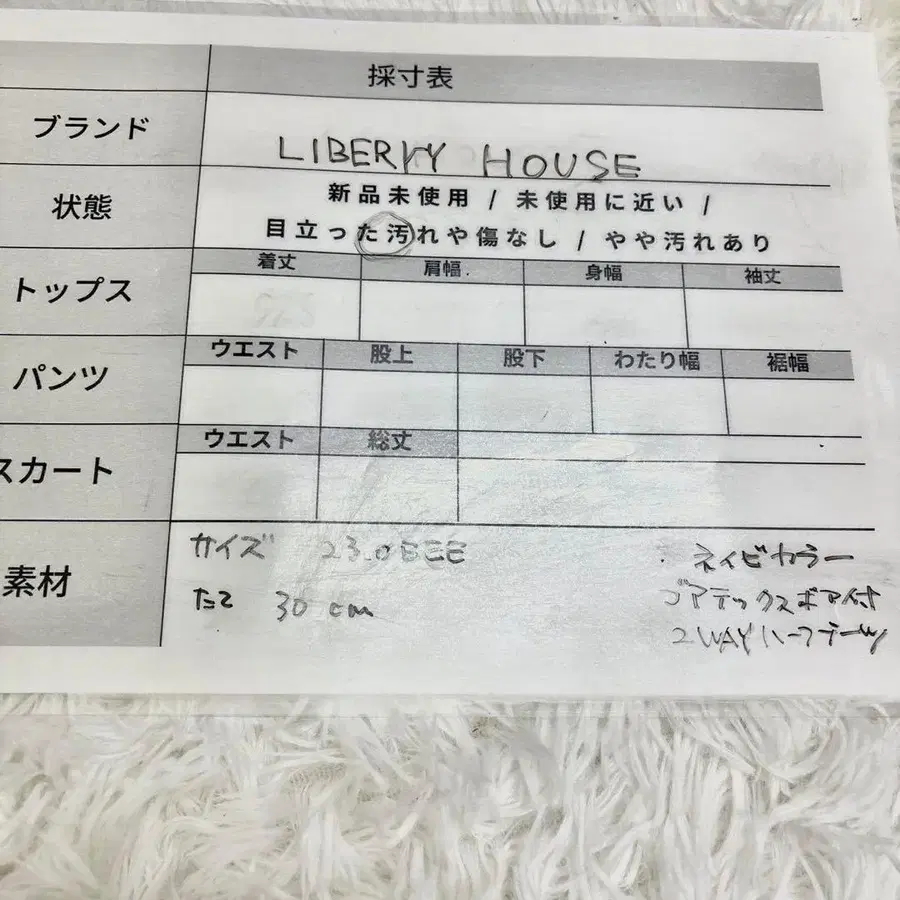 採寸表
ブランド
LIBERYY HOUSE
状態
新品未使用 / 未使用に近い /
目立った汚れや傷なし / やや汚れあり
トップス
着丈 肩幅 身幅 袖丈
パンツ
ウエスト 股上 股下 わたり幅 裾幅
スカート
ウエスト 総丈
素材
サイズ 23.0EEE
ネイビカラー
たて 30 cm
ゴアテックスボア付
2WAYハーフブーツ